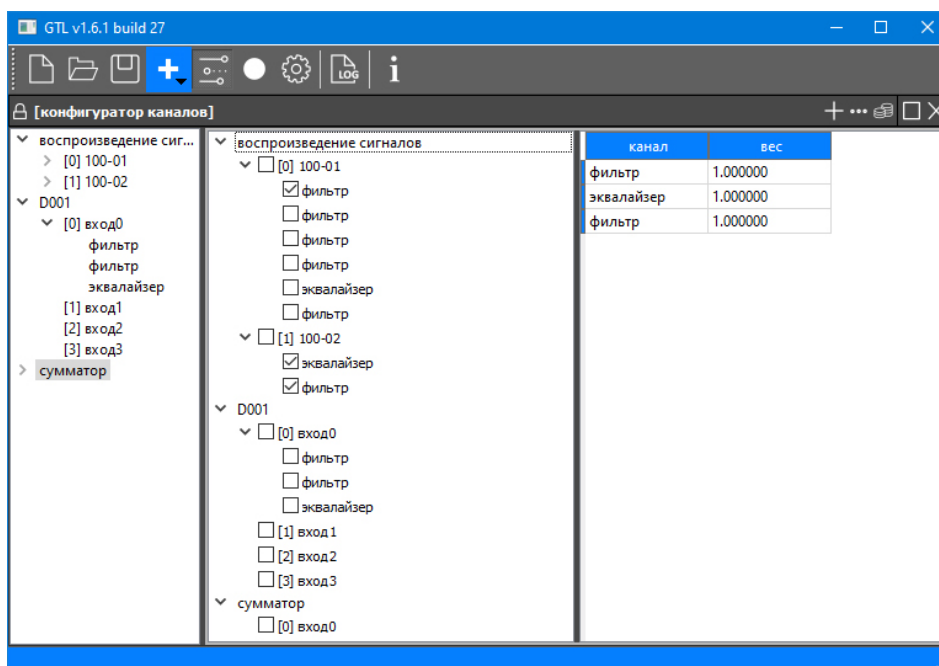 GTL v1.6.1 build 27
LOG
i
[конфигуратор каналов]
воспроизведение сиг...
[0] 100-01
[1] 100-02
D001
[0] вход0
фильтр
фильтр
эквалайзер
[1] вход1
[2] вход2
[3] вход3
сумматор
воспроизведение сигналов
[0] 100-01
фильтр
фильтр
фильтр
фильтр
эквалайзер
фильтр
[1] 100-02
эквалайзер
фильтр
D001
[0] вход0
фильтр
фильтр
эквалайзер
[1] вход1
[2] вход2
[3] вход3
сумматор
[0] вход0
канал вес
фильтр 1.000000
эквалайзер 1.000000
фильтр 1.000000